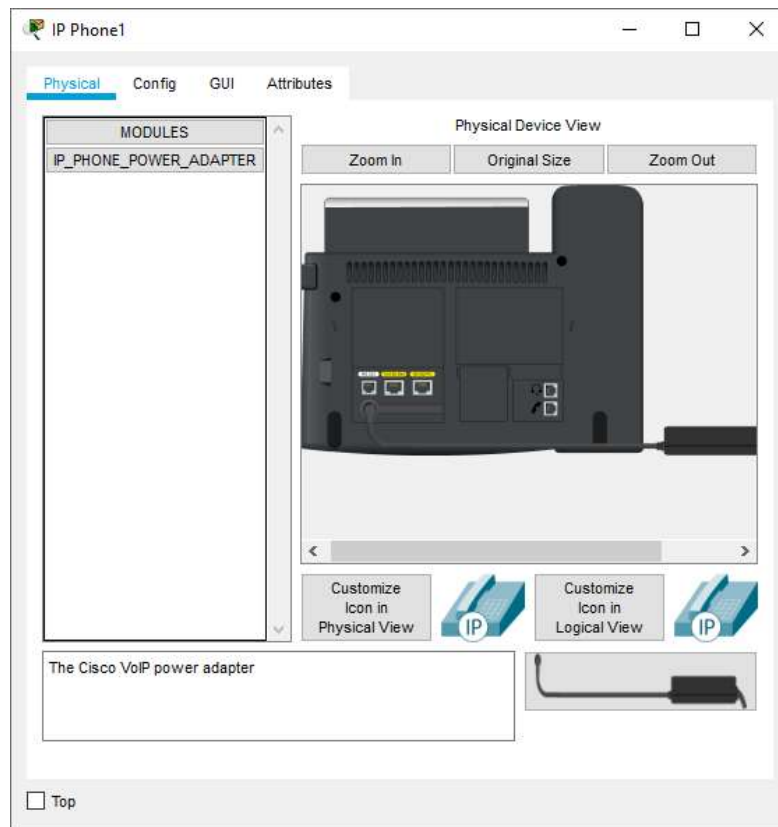 IP Phone1
Physical Config GUI Attributes
MODULES
IP_PHONE_POWER_ADAPTER
Physical Device View
Zoom In Original Size Zoom Out
Customize
Icon in
Physical View
IP
Customize
Icon in
Logical View
IP
The Cisco VoIP power adapter
Top